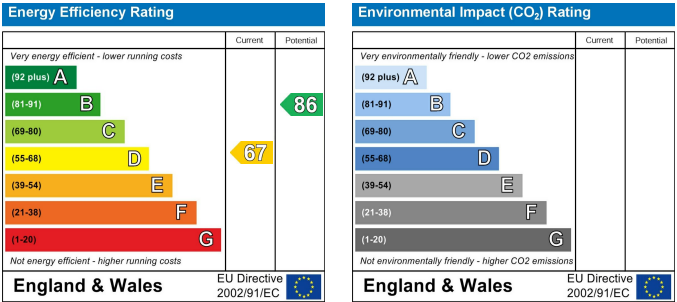 Energy Efficiency Rating
Current Potential
Very energy efficient - lower running costs
(92 plus) A
(81-91) B
86
(69-80) C
(55-68) D
67
(39-54) E
(21-38) F
(1-20) G
Not energy efficient - higher running costs
England & Wales
EU Directive
2002/91/EC
Environmental Impact (CO2) Rating
Current Potential
Very environmentally friendly - lower CO2 emissions
(92 plus) A
(81-91) B
(69-80) C
(55-68) D
(39-54) E
(21-38) F
(1-20) G
Not environmentally friendly - higher CO2 emissions
England & Wales
EU Directive
2002/91/EC